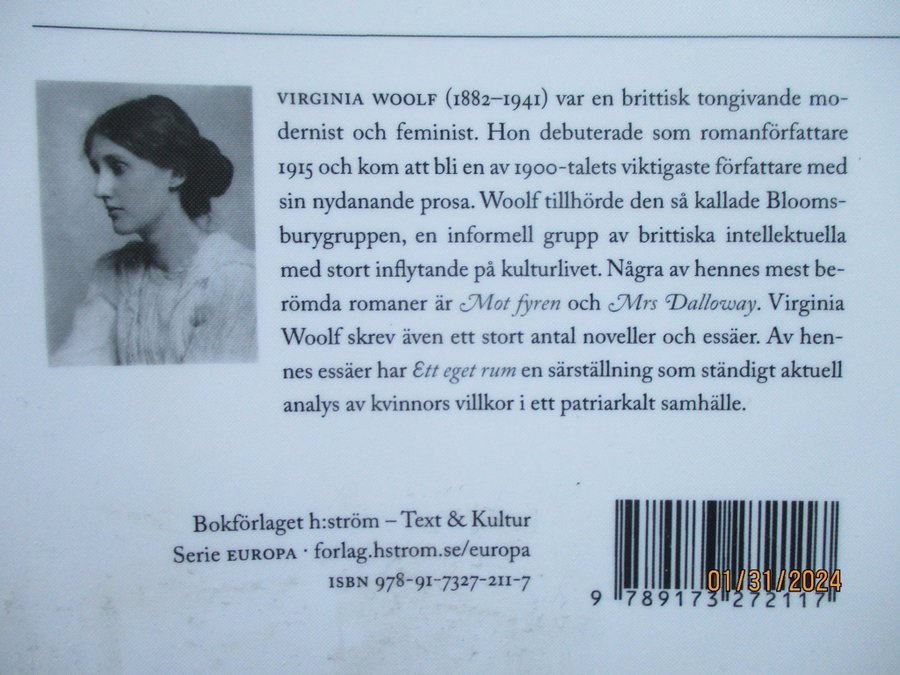 VIRGINIA WOOLF (1882–1941) var en brittisk tongivande mo-
dernist och feminist. Hon debuterade som romanförfattare
1915 och kom att bli en av 1900-talets viktigaste författare med
sin nydanande prosa. Woolf tillhörde den så kallade Blooms-
burygruppen, en informell grupp av brittiska intellektuella
med stort inflytande på kulturlivet. Några av hennes mest be-
römda romaner är Mot fyren och Mrs Dalloway. Virginia
Woolf skrev även ett stort antal noveller och essäer. Av hen-
nes essäer har Ett eget rum en särställning som ständigt aktuell
analys av kvinnors villkor i ett patriarkalt samhälle.
Bokförlaget h:ström – Text & Kultur
Serie EUROPA · forlag.hstrom.se/europa
ISBN 978-91-7327-211-7
01/31/2024
9 789173 272117